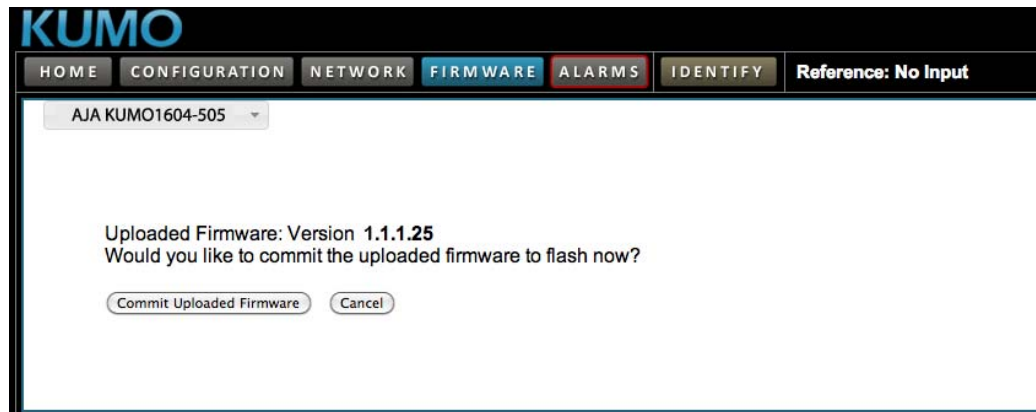 KUMO
HOME CONFIGURATION NETWORK FIRMWARE ALARMS IDENTIFY Reference: No Input
AJA KUMO1604-505
Uploaded Firmware: Version 1.1.1.25
Would you like to commit the uploaded firmware to flash now?
Commit Uploaded Firmware Cancel